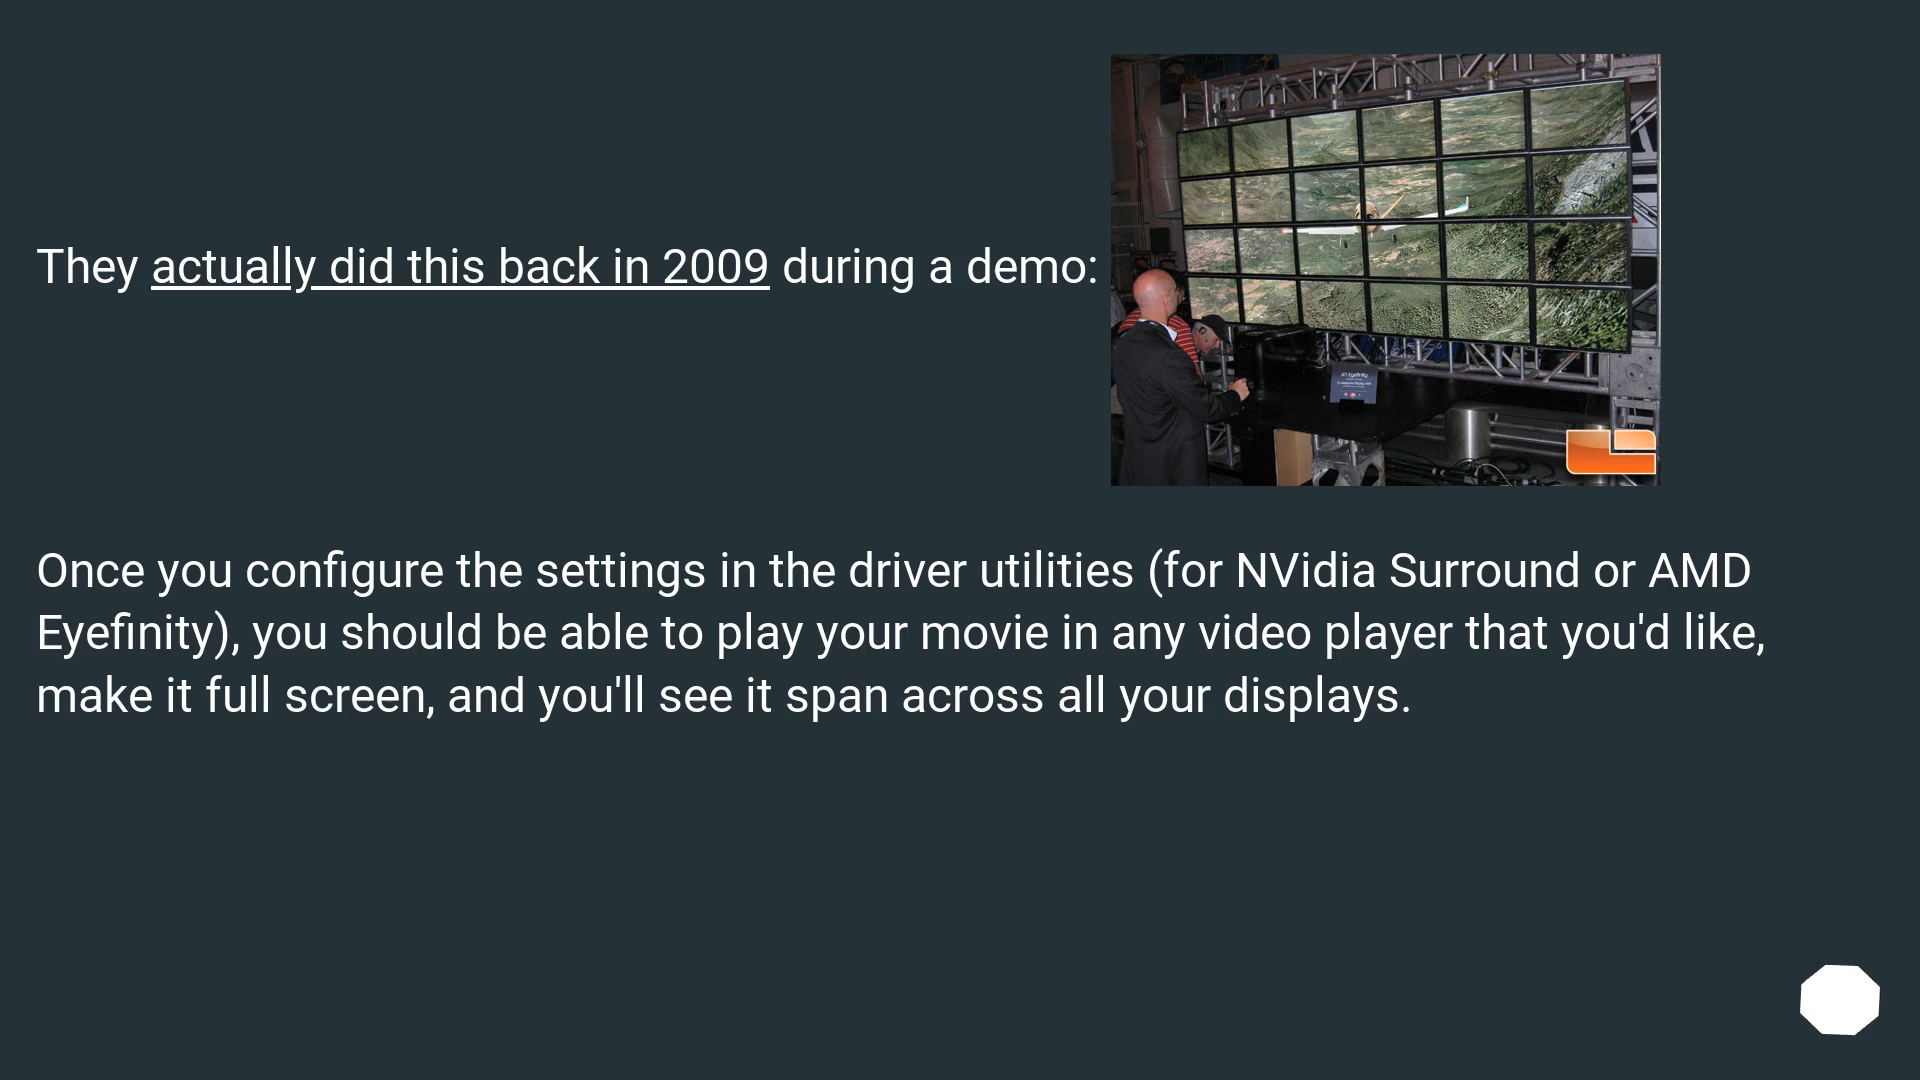 They actually did this back in 2009 during a demo:
ATI Eyefinity
Once you configure the settings in the driver utilities (for NVidia Surround or AMD
Eyefinity), you should be able to play your movie in any video player that you'd like,
make it full screen, and you'll see it span across all your displays.